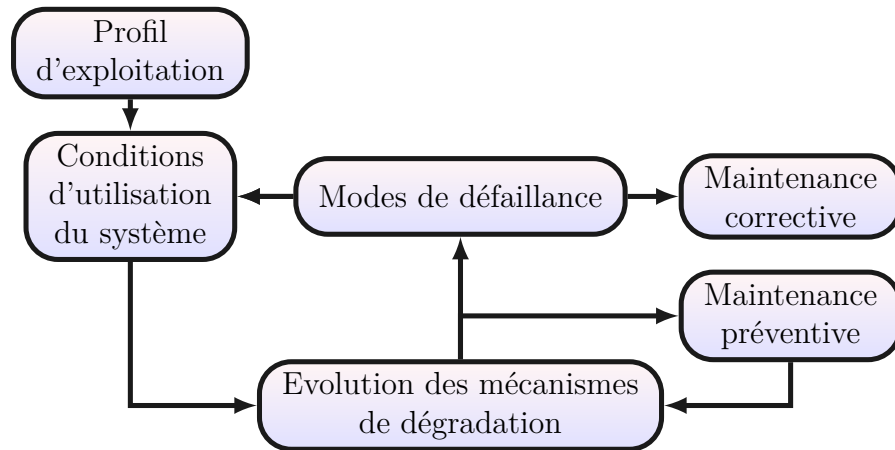 Profil
d'exploitation
Conditions
d'utilisation
du système
Modes de défaillance
Maintenance
corrective
Maintenance
préventive
Evolution des mécanismes
de dégradation